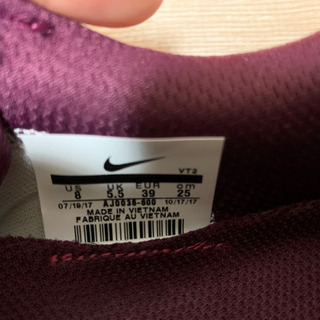 VT2
US UK EUR cm
8 5.5 39 25
07/19/17 AJ0036-600 10/17/17
MADE IN VIETNAM
FABRIQUE AU VIETNAM